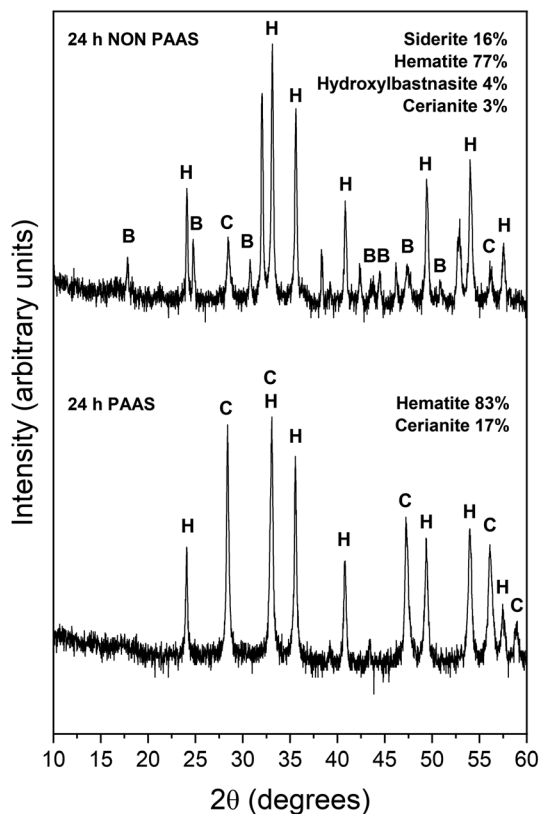 24 h NON PAAS
Siderite 16%
Hematite 77%
Hydroxylbastnasite 4%
Cerianite 3%
B H B C B H H H BB B H B H C H
24 h PAAS
Hematite 83%
Cerianite 17%
H C C H H H C H H C H C
Intensity (arbitrary units)
10 15 20 25 30 35 40 45 50 55 60
2θ (degrees)